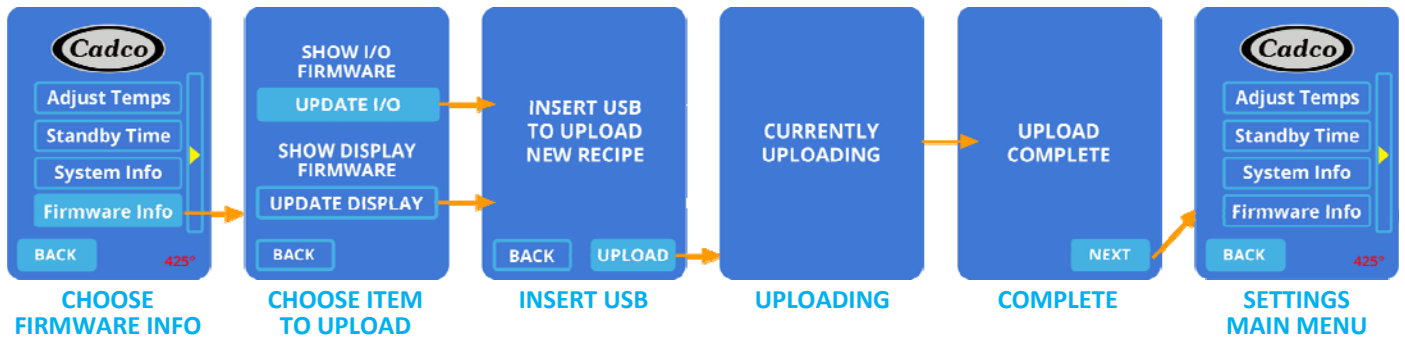 Cadco
Adjust Temps
Standby Time
System Info
Firmware Info
BACK
425°
CHOOSE
FIRMWARE INFO
SHOW I/O
FIRMWARE
UPDATE I/O
SHOW DISPLAY
FIRMWARE
UPDATE DISPLAY
BACK
CHOOSE ITEM
TO UPLOAD
INSERT USB
TO UPLOAD
NEW RECIPE
BACK
UPLOAD
INSERT USB
CURRENTLY
UPLOADING
UPLOADING
UPLOAD
COMPLETE
NEXT
COMPLETE
Cadco
Adjust Temps
Standby Time
System Info
Firmware Info
BACK
425°
SETTINGS
MAIN MENU